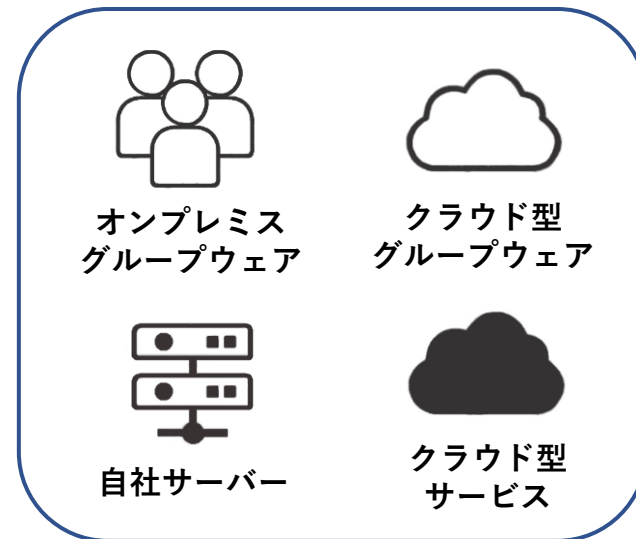 オンプレミス
グループウェア
クラウド型
グループウェア
自社サーバー
クラウド型
サービス